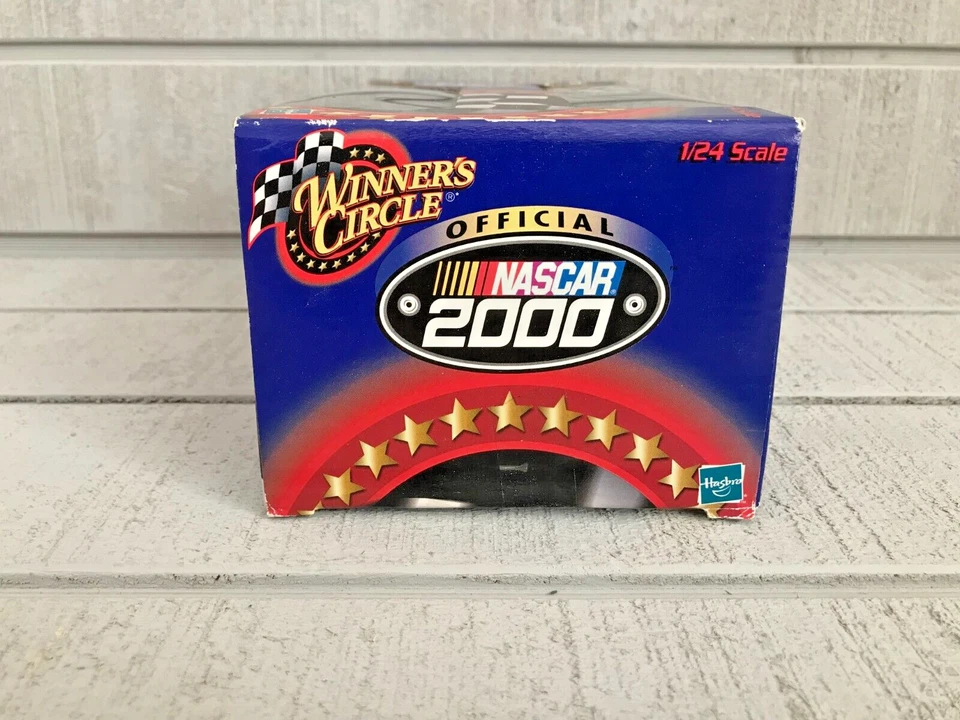 WINNER'S
CIRCLE®
1/24 Scale
OFFICIAL
NASCAR®
2000
Hasbro